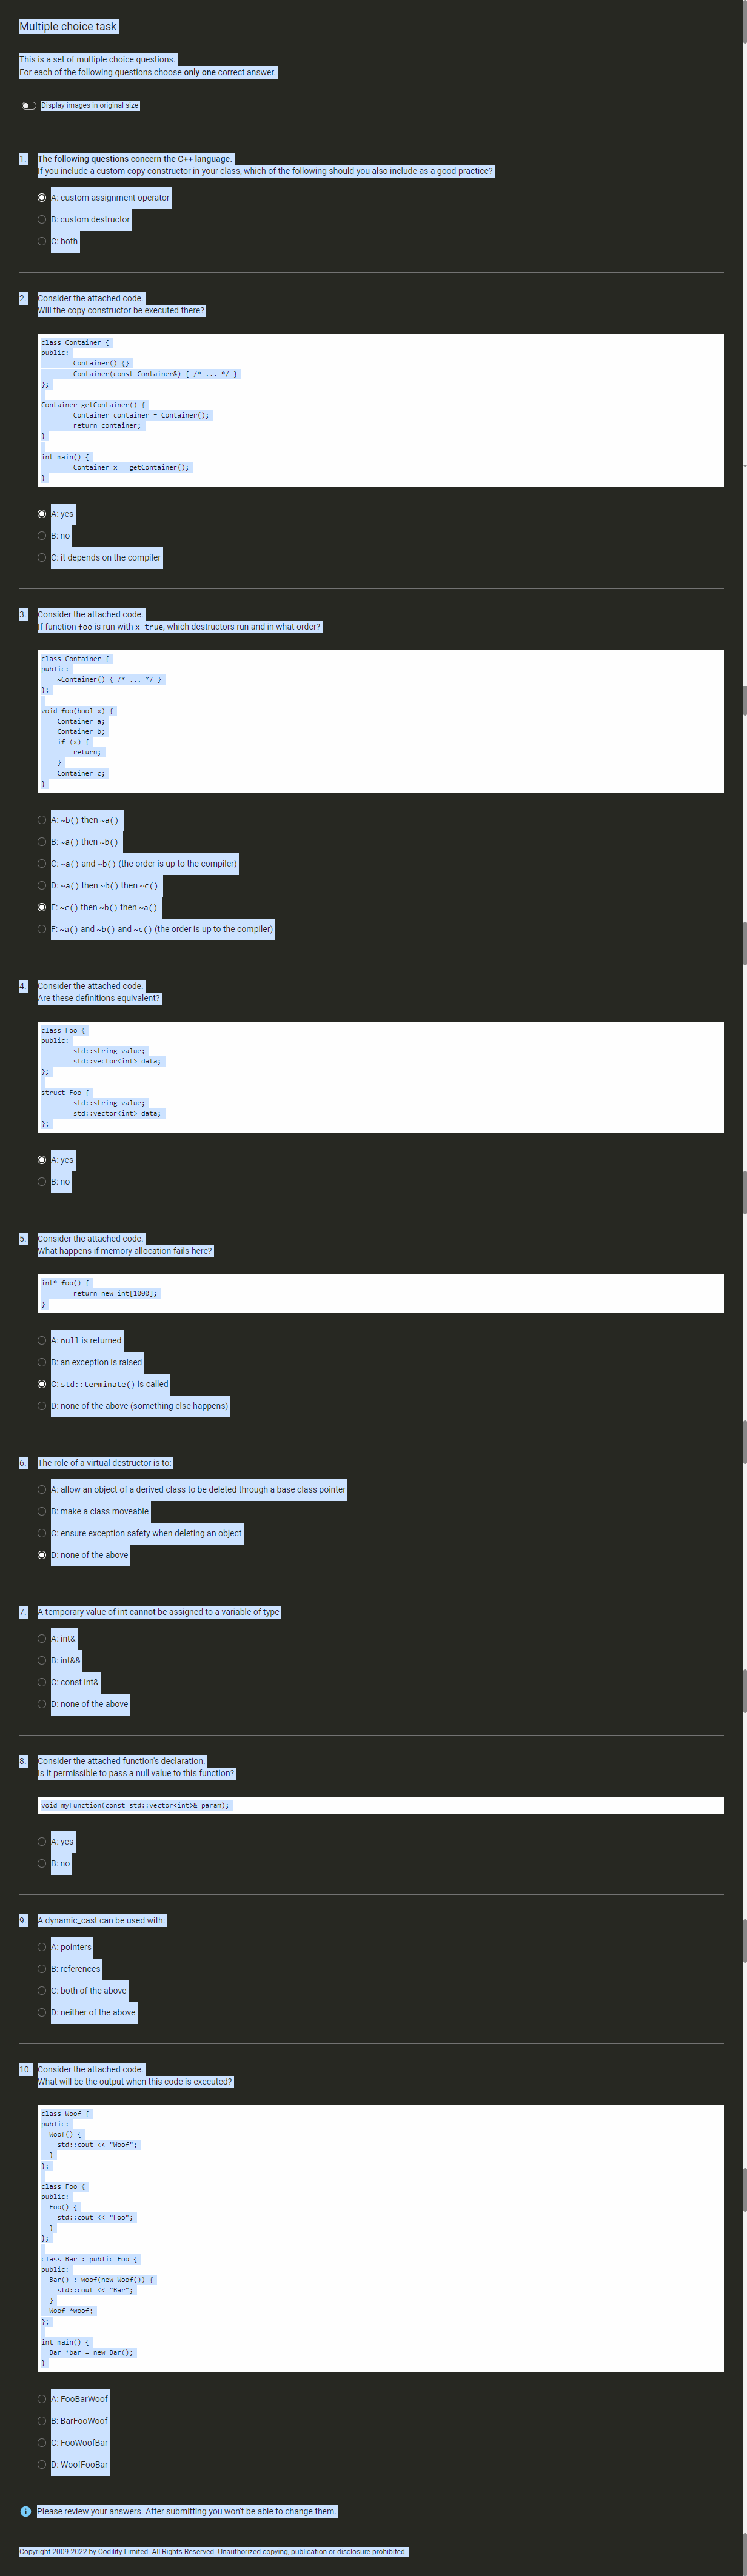 Multiple choice task
This is a set of multiple choice questions.
For each of the following questions choose only one correct answer.
Display images in original size
1. The following questions concern the C++ language.
If you include a custom copy constructor in your class, which of the following should you also include as a good practice?
A: custom assignment operator
B: custom destructor
C: both
2. Consider the attached code.
Will the copy constructor be executed there?
class Container {
public:
Container() {}
Container(const Container&) { /* ... */ }
};
Container getContainer() {
Container container = Container();
return container;
}
int main() {
Container x = getContainer();
}
A: yes
B: no
C: it depends on the compiler
3. Consider the attached code.
If function foo is run with x=true, which destructors run and in what order?
class Container {
public:
~Container() { /* ... */ }
};
void foo(bool x) {
Container a;
Container b;
if (x) {
return;
}
Container c;
}
A: ~b() then ~a()
B: ~a() then ~b()
C: ~a() and ~b() (the order is up to the compiler)
D: ~a() then ~b() then ~c()
E: ~c() then ~b() then ~a()
F: ~a() and ~b() and ~c() (the order is up to the compiler)
4. Consider the attached code.
Are these definitions equivalent?
class Foo {
public:
std::string value;
std::vector<int> data;
};
struct Foo {
std::string value;
std::vector<int> data;
};
A: yes
B: no
5. Consider the attached code.
What happens if memory allocation fails here?
int* foo() {
return new int[1000];
}
A: null is returned
B: an exception is raised
C: std::terminate() is called
D: none of the above (something else happens)
6. The role of a virtual destructor is to:
A: allow an object of a derived class to be deleted through a base class pointer
B: make a class moveable
C: ensure exception safety when deleting an object
D: none of the above
7. A temporary value of int cannot be assigned to a variable of type
A: int&
B: int&&
C: const int&
D: none of the above
8. Consider the attached function's declaration.
Is it permissible to pass a null value to this function?
void myFunction(const std::vector<int>& param);
A: yes
B: no
9. A dynamic_cast can be used with:
A: pointers
B: references
C: both of the above
D: neither of the above
10. Consider the attached code.
What will be the output when this code is executed?
class Woof {
public:
Woof() {
std::cout << "Woof";
}
};
class Foo {
public:
Foo() {
std::cout << "Foo";
}
};
class Bar : public Foo {
public:
Bar() : woof(new Woof()) {
std::cout << "Bar";
}
Woof *woof;
};
int main() {
Bar *bar = new Bar();
}
A: FooBarWoof
B: BarFooWoof
C: FooWoofBar
D: WoofFooBar
Please review your answers. After submitting you won't be able to change them.
Copyright 2009-2022 by Codility Limited. All Rights Reserved. Unauthorized copying, publication or disclosure prohibited.